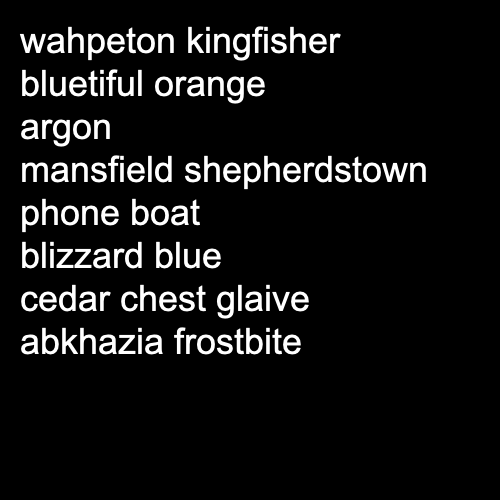 wahpeton kingfisher
bluetiful orange
argon
mansfield shepherdstown
phone boat
blizzard blue
cedar chest glaive
abkhazia frostbite